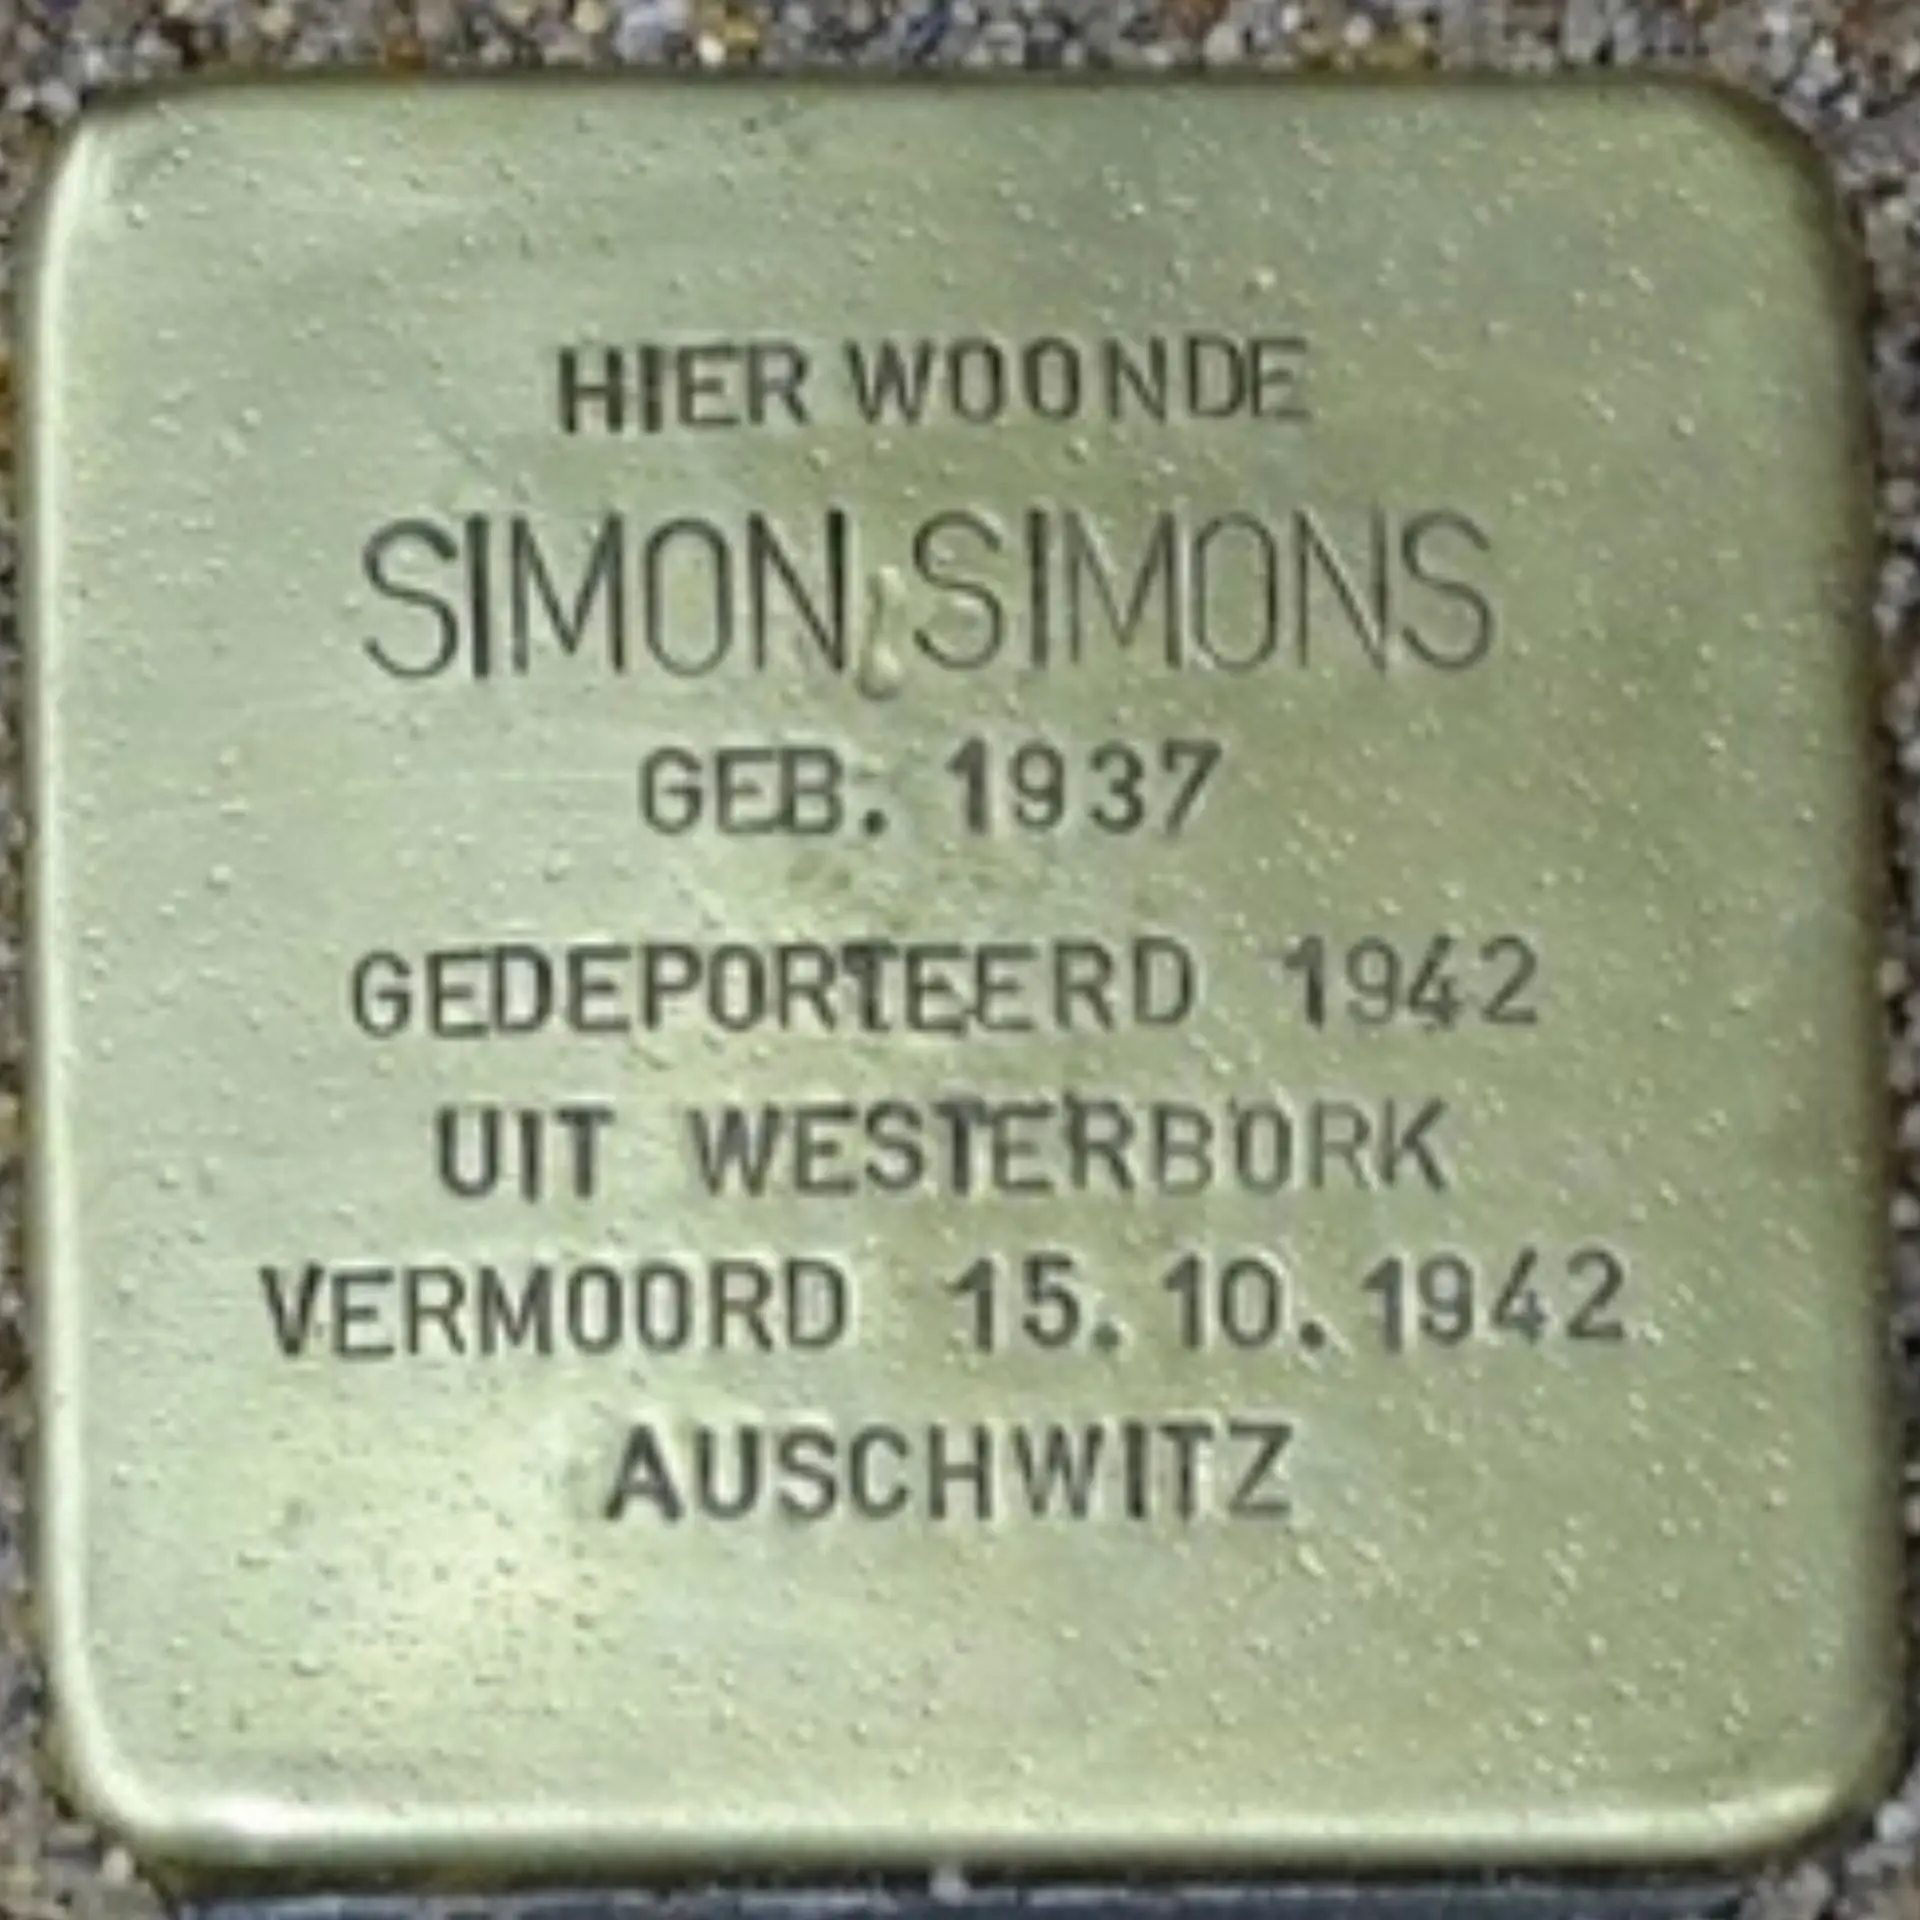 HIER WOONDE
SIMON SIMONS
GEB. 1937
GEDEPORTEERD 1942
UIT WESTERBORK
VERMOORD 15.10.1942
AUSCHWITZ